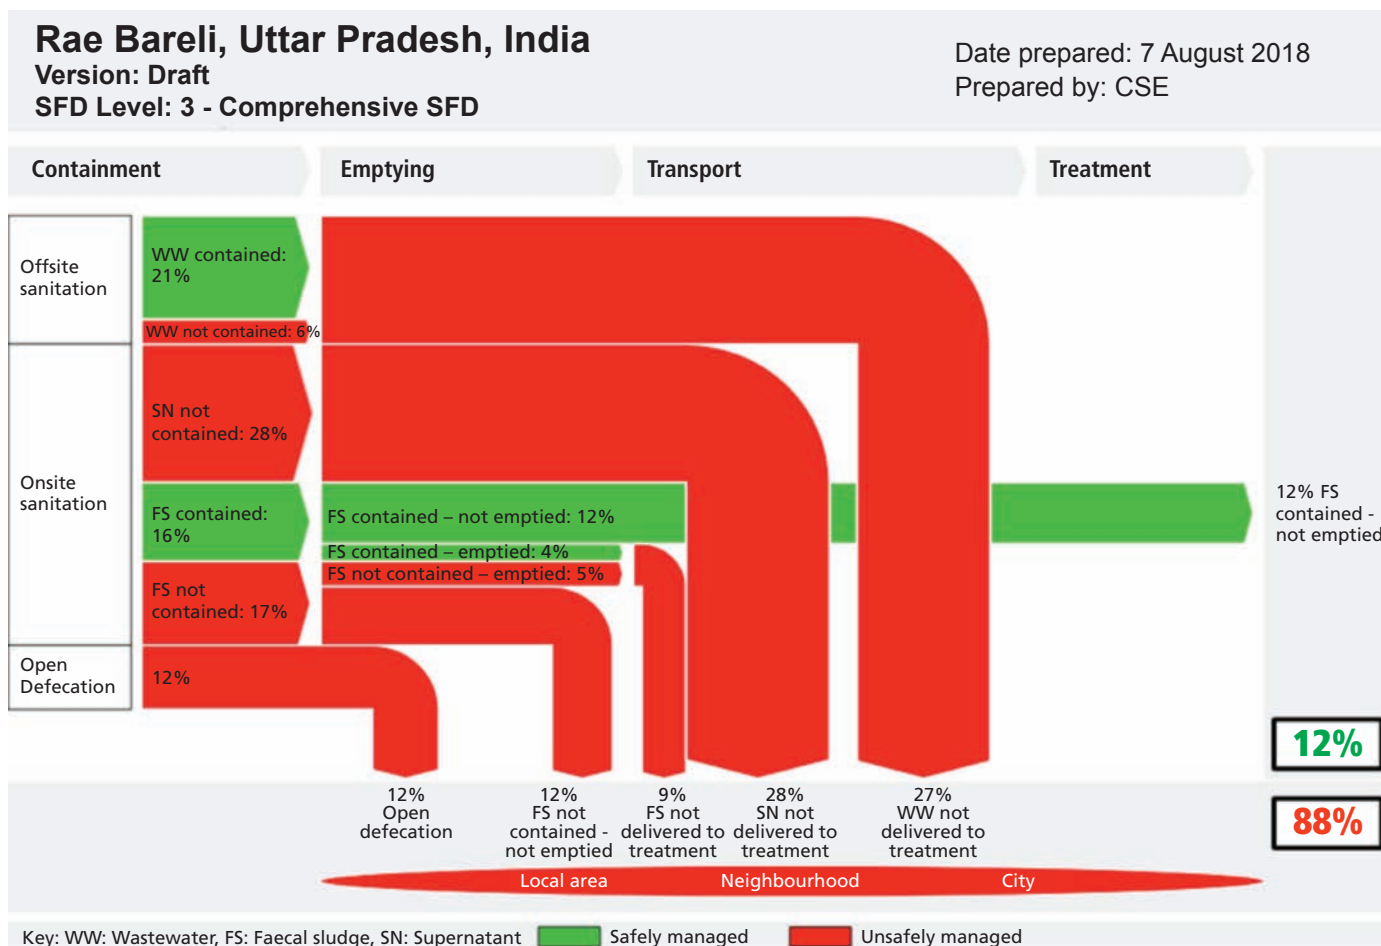 Rae Bareli, Uttar Pradesh, India
Version: Draft
SFD Level: 3 - Comprehensive SFD
Date prepared: 7 August 2018
Prepared by: CSE
Containment
Emptying
Transport
Treatment
Offsite
sanitation
WW contained:
21%
WW not contained: 6%
Onsite
sanitation
SN not
contained: 28%
FS contained:
16%
FS contained – not emptied: 12%
FS contained – emptied: 4%
FS not contained – emptied: 5%
FS not
contained: 17%
12% FS
contained -
not emptied
Open
Defecation
12%
12%
88%
12%
Open
defecation
12%
FS not
contained -
not emptied
9%
FS not
delivered to
treatment
28%
SN not
delivered to
treatment
27%
WW not
delivered to
treatment
Local area
Neighbourhood
City
Key: WW: Wastewater, FS: Faecal sludge, SN: Supernatant
Safely managed
Unsafely managed